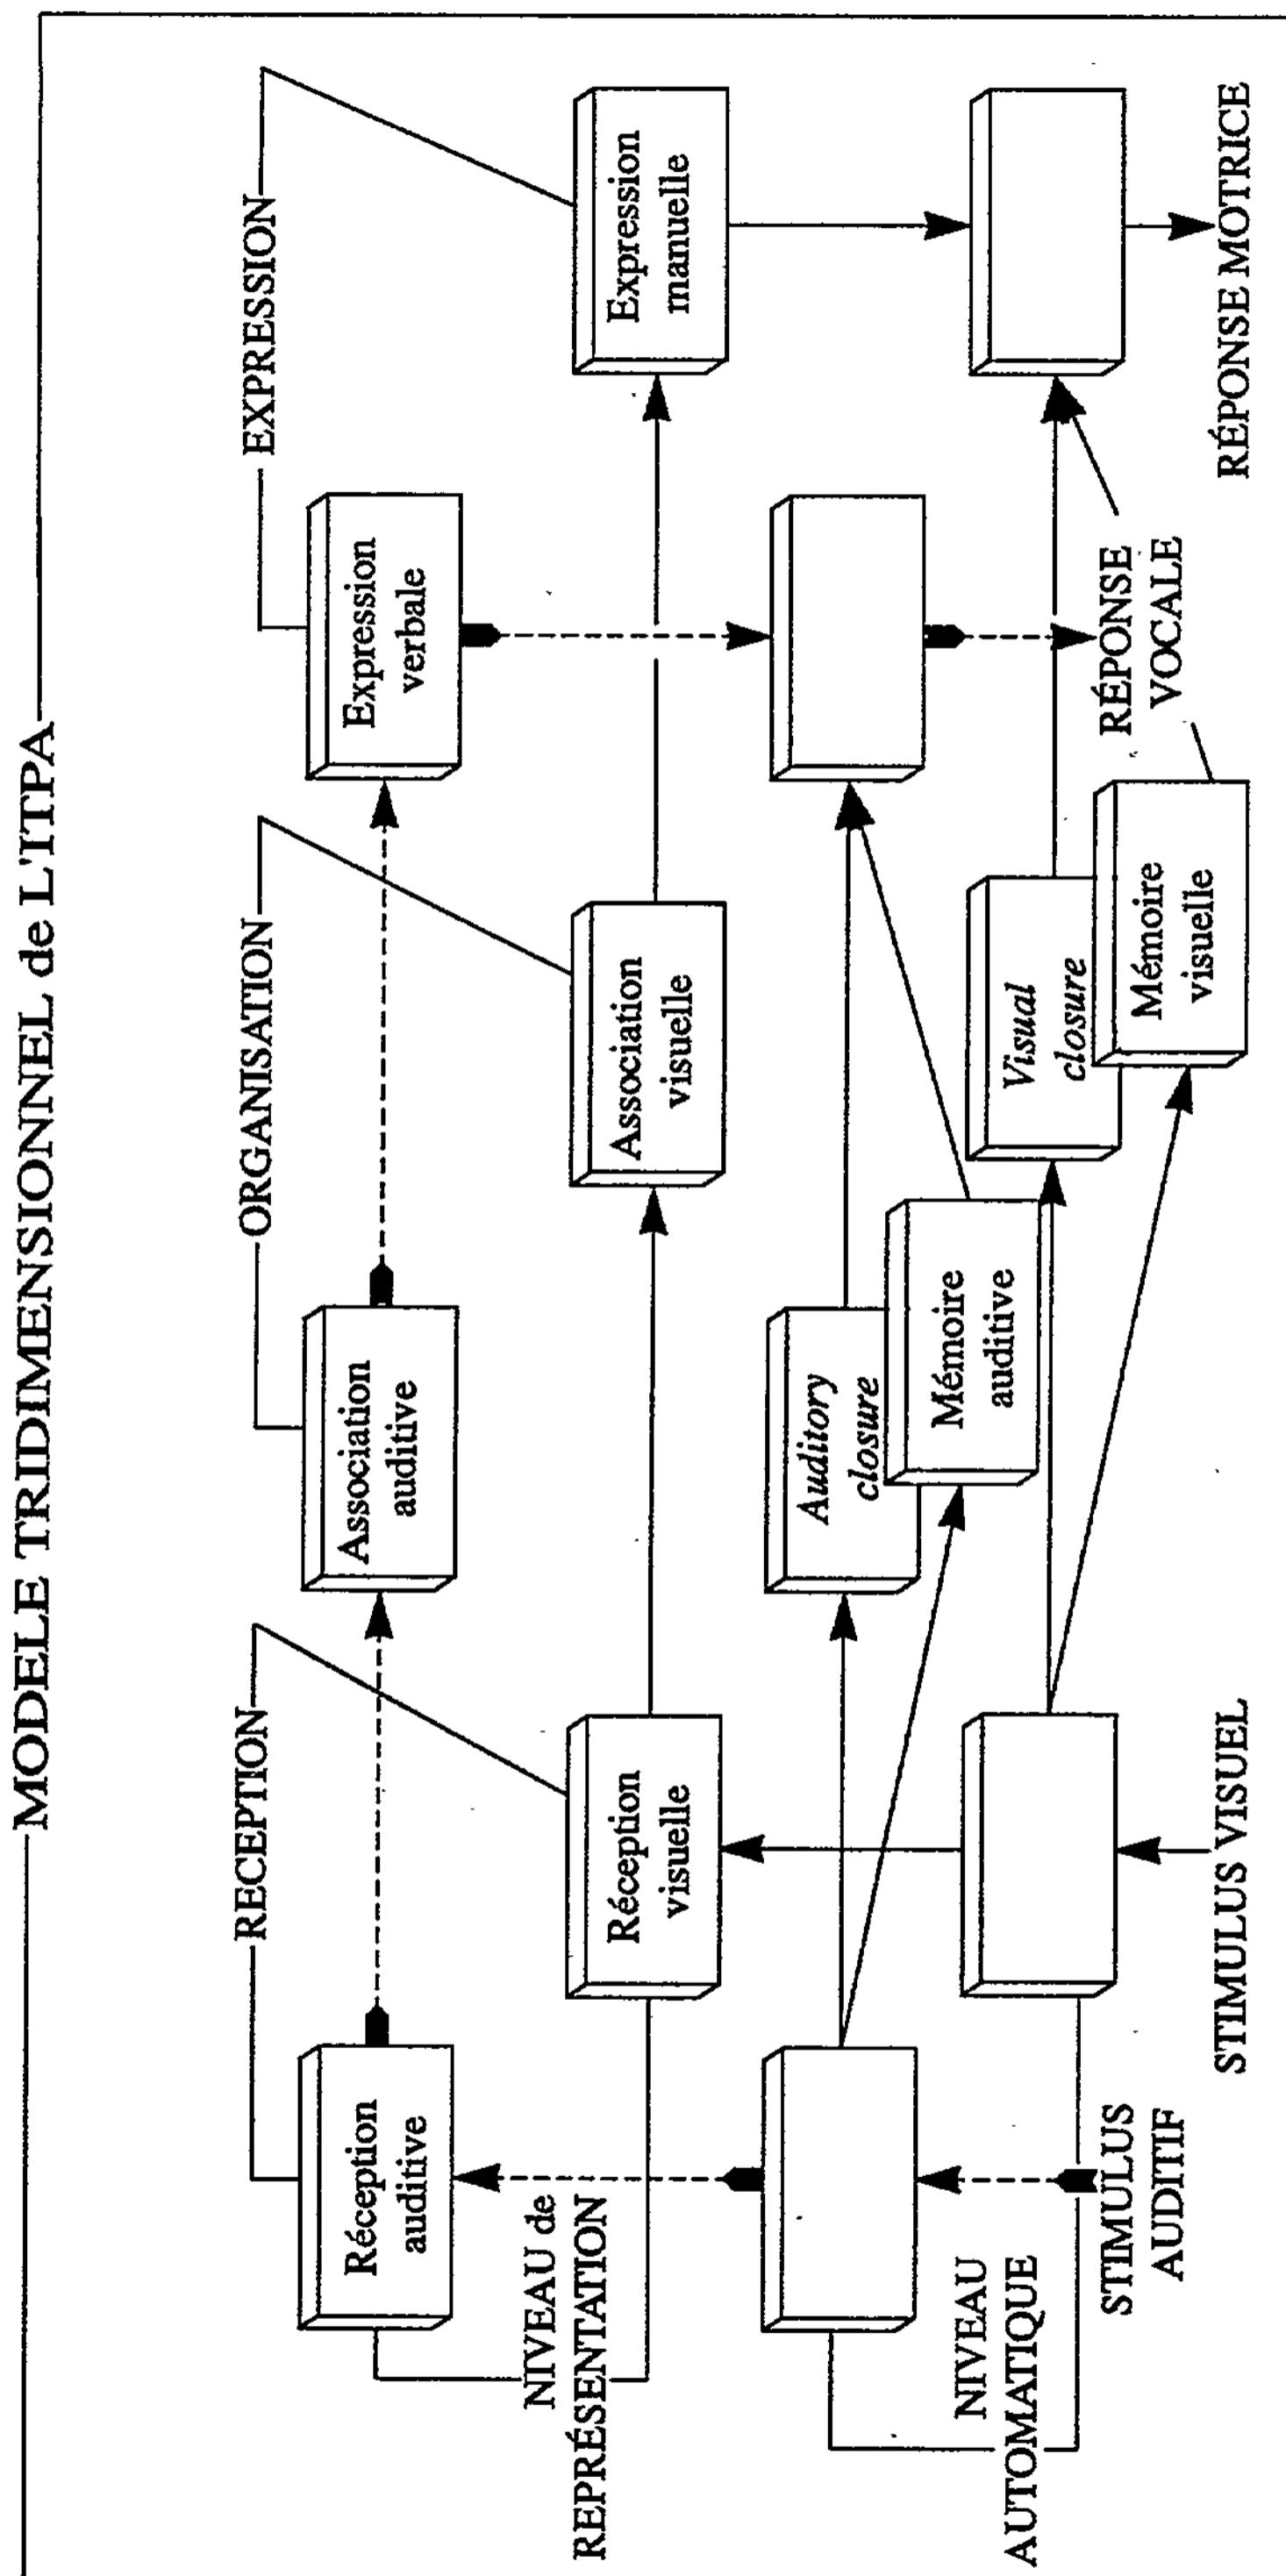 MODELE TRIDIMENSIONNEL de L'ITPA
RECEPTION
ORGANISATION
EXPRESSION
Réception
auditive
Association
auditive
Expression
verbale
NIVEAU de
REPRÉSENTATION
Réception
visuelle
Association
visuelle
Expression
manuelle
Auditory
closure
Mémoire
auditive
NIVEAU
AUTOMATIQUE
Visual
closure
Mémoire
visuelle
STIMULUS
AUDITIF
STIMULUS VISUEL
RÉPONSE
VOCALE
RÉPONSE MOTRICE